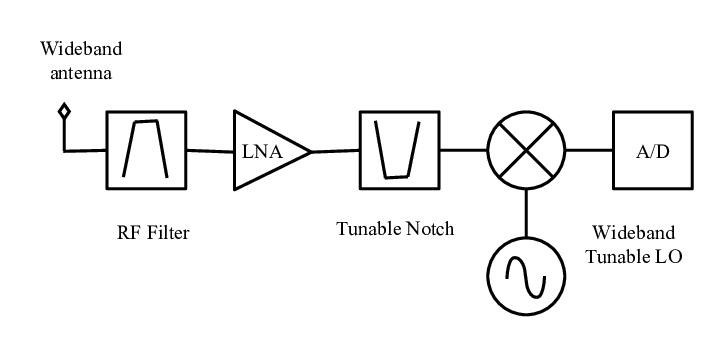 Wideband
antenna
LNA
A/D
RF Filter
Tunable Notch
Wideband
Tunable LO